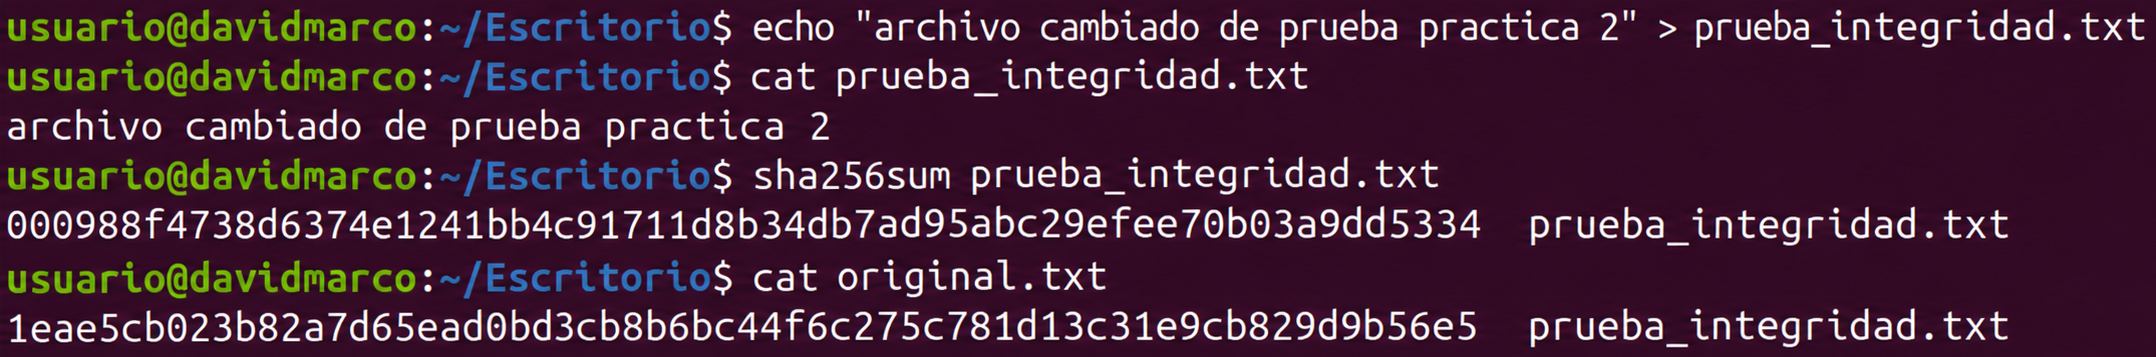 usuario@davidmarco:~/Escritorio$ echo "archivo cambiado de prueba practica 2" > prueba_integridad.txt
usuario@davidmarco:~/Escritorio$ cat prueba_integridad.txt
archivo cambiado de prueba practica 2
usuario@davidmarco:~/Escritorio$ sha256sum prueba_integridad.txt
000988f4738d6374e1241bb4c91711d8b34db7ad95abc29efee70b03a9dd5334  prueba_integridad.txt
usuario@davidmarco:~/Escritorio$ cat original.txt
1eae5cb023b82a7d65ead0bd3cb8b6bc44f6c275c781d13c31e9cb829d9b56e5  prueba_integridad.txt